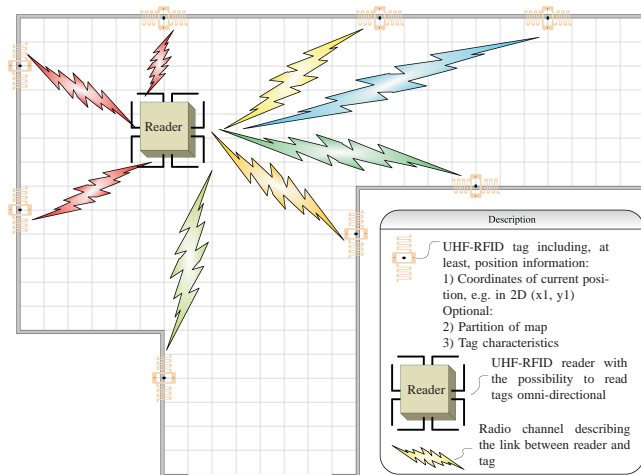 Reader
Description
UHF-RFID tag including, at
least, position information:
1) Coordinates of current posi-
tion, e.g. in 2D (x1, y1)
Optional:
2) Partition of map
3) Tag characteristics
Reader
UHF-RFID reader with
the possibility to read
tags omni-directional
Radio channel describing
the link between reader and
tag